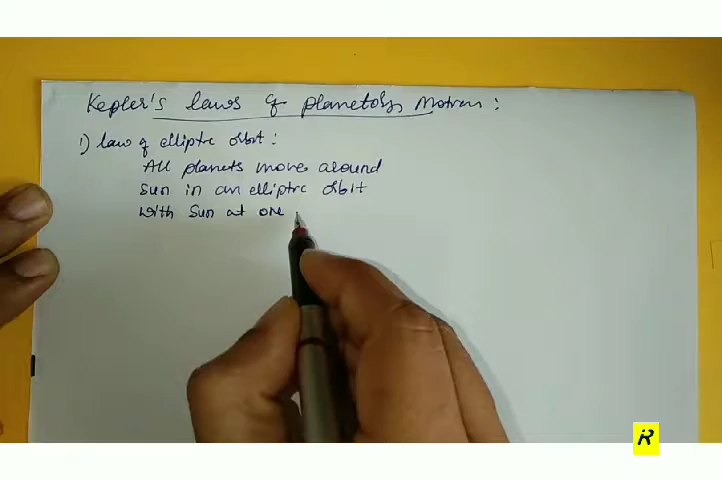 Kepler's laws of planetory Motion :
1) law of elliptic orbit :
All planets moves around
Sun in an elliptic orbit
with Sun at one
R